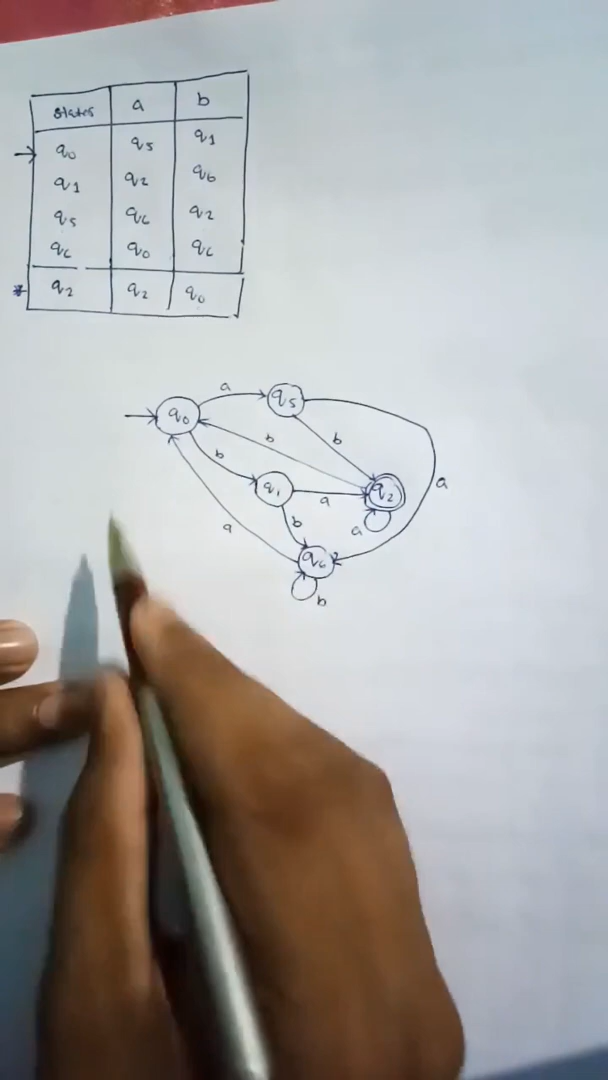 states a b
→ q0 q5 q1
q1 q2 q6
q5 q6 q2
q6 q0 q6
* q2 q2 q0
a
q0 q5
b b
b a
q1 a q2
b a
a q6
b